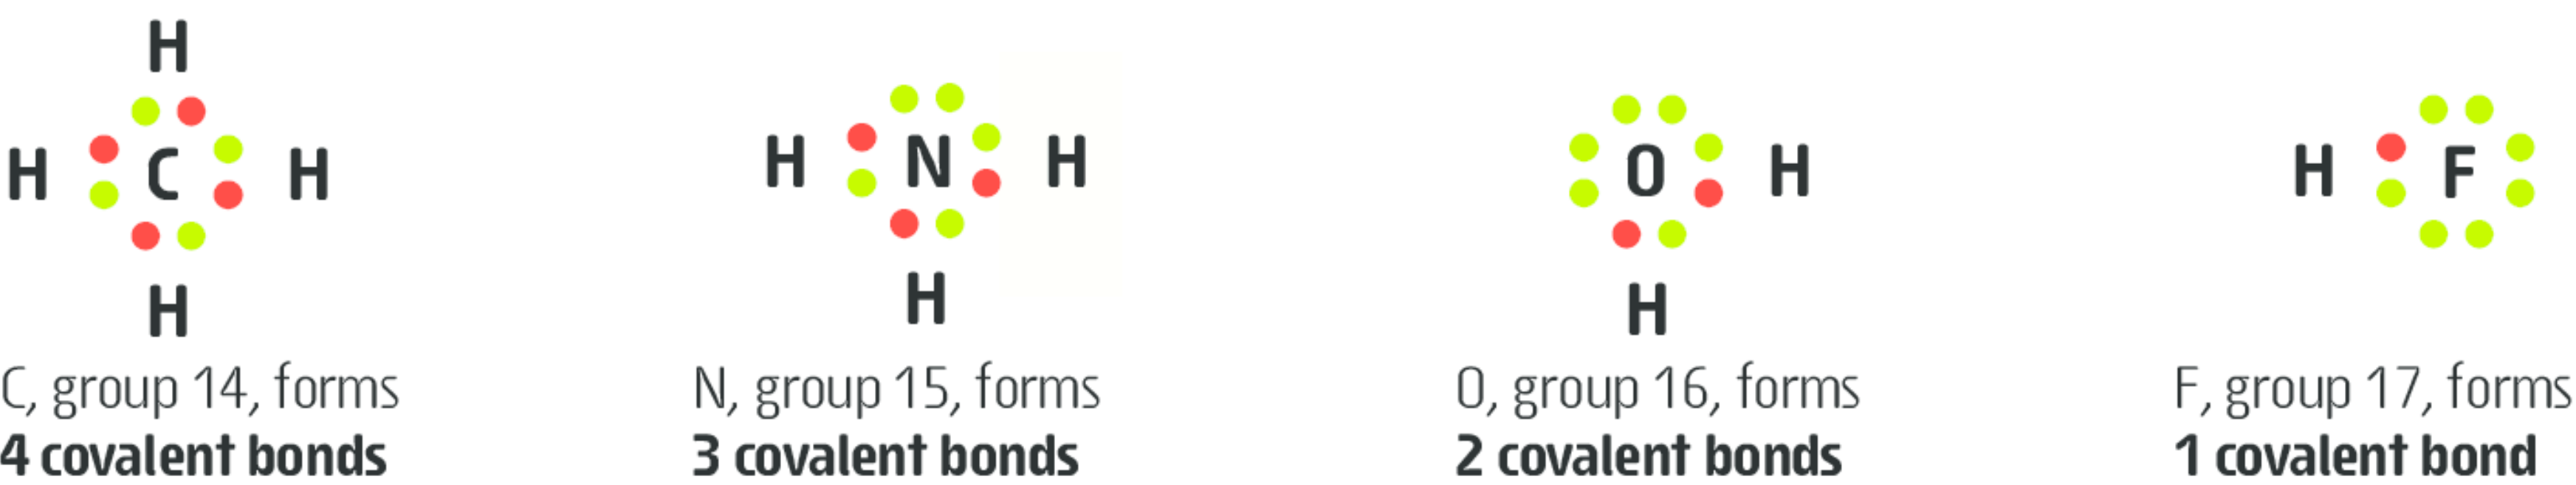 H
H C H
H
C, group 14, forms
4 covalent bonds
H N H
H
N, group 15, forms
3 covalent bonds
O H
H
O, group 16, forms
2 covalent bonds
H F
F, group 17, forms
1 covalent bond